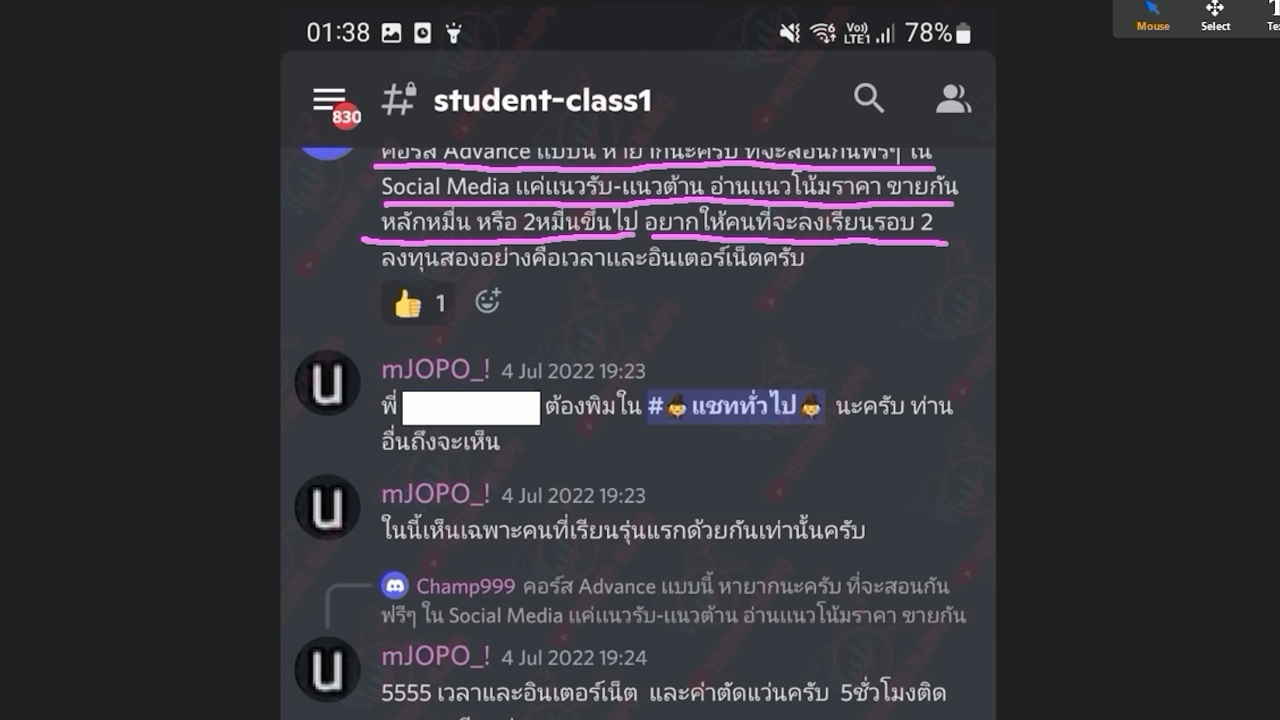 01:38
Vo))
LTE1
78%
Mouse
Select
830
student-class1
คอร์ส Advance แบบนี้ หายากนะครับ ที่จะสอนกันฟรีๆ ใน
Social Media แค่แนวรับ-แนวต้าน อ่านแนวโน้มราคา ขายกัน
หลักหมื่น หรือ 2หมื่นขึ้นไป อยากให้คนที่จะลงเรียนรอบ 2
ลงทุนสองอย่างคือเวลาและอินเตอร์เน็ตครับ
👍 1
mJOPO_! 4 Jul 2022 19:23
พี่ ต้องพิมใน #แชททั่วไป นะครับ ท่าน
อื่นถึงจะเห็น
mJOPO_! 4 Jul 2022 19:23
ในนี้เห็นเฉพาะคนที่เรียนรุ่นแรกด้วยกันเท่านั้นครับ
Champ999 คอร์ส Advance แบบนี้ หายากนะครับ ที่จะสอนกัน
ฟรีๆ ใน Social Media แค่แนวรับ-แนวต้าน อ่านแนวโน้มราคา ขายกัน
mJOPO_! 4 Jul 2022 19:24
5555 เวลาและอินเตอร์เน็ต และค่าตัดแว่นครับ 5ชั่วโมงติด